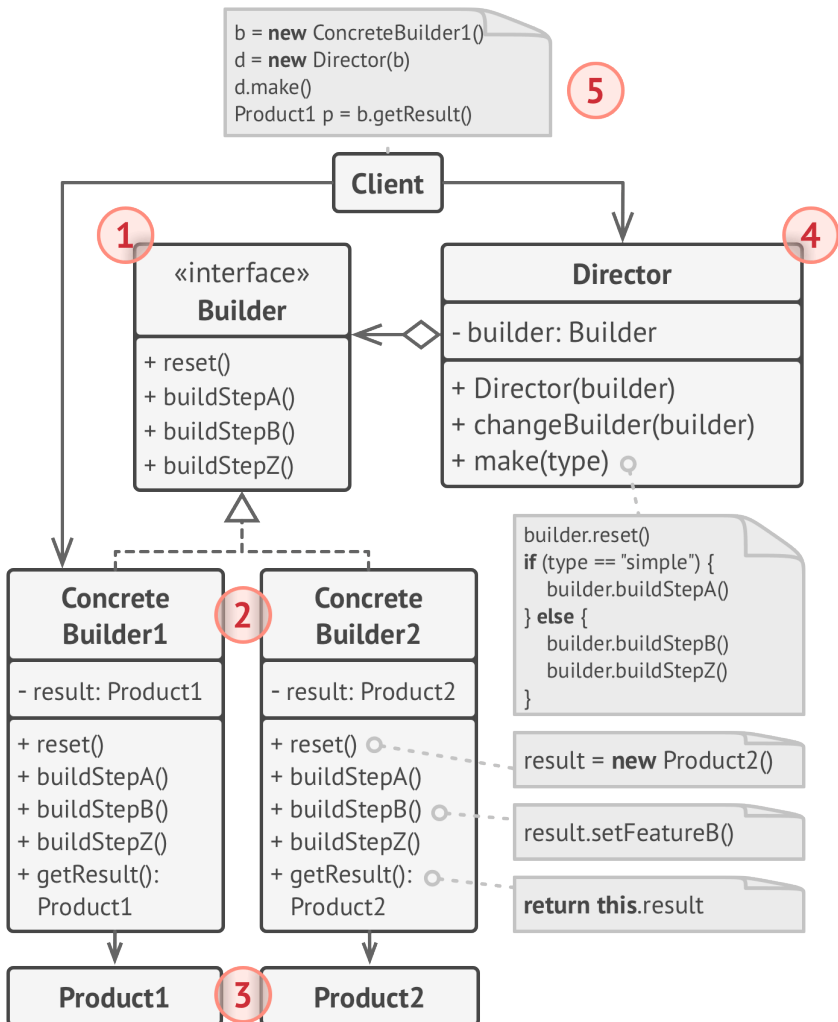 b = new ConcreteBuilder1()
d = new Director(b)
d.make()
Product1 p = b.getResult()
5
Client
1
«interface»
Builder
+ reset()
+ buildStepA()
+ buildStepB()
+ buildStepZ()
4
Director
- builder: Builder
+ Director(builder)
+ changeBuilder(builder)
+ make(type)
builder.reset()
if (type == "simple") {
builder.buildStepA()
} else {
builder.buildStepB()
builder.buildStepZ()
}
Concrete
Builder1
- result: Product1
+ reset()
+ buildStepA()
+ buildStepB()
+ buildStepZ()
+ getResult():
Product1
2
Concrete
Builder2
- result: Product2
+ reset()
+ buildStepA()
+ buildStepB()
+ buildStepZ()
+ getResult():
Product2
result = new Product2()
result.setFeatureB()
return this.result
Product1
3
Product2